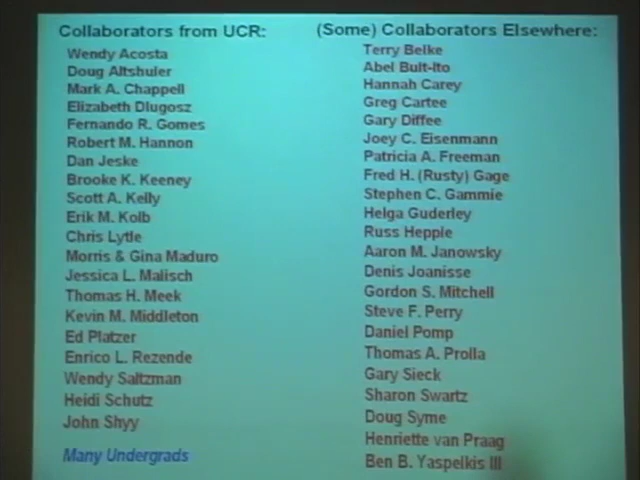 Collaborators from UCR:
Wendy Acosta
Doug Altshuler
Mark A. Chappell
Elizabeth Dlugosz
Fernando R. Gomes
Robert M. Hannon
Dan Jeske
Brooke K. Keeney
Scott A. Kelly
Erik M. Kolb
Chris Lytle
Morris & Gina Maduro
Jessica L. Malisch
Thomas H. Meek
Kevin M. Middleton
Ed Platzer
Enrico L. Rezende
Wendy Saltzman
Heidi Schutz
John Shyy
Many Undergrads
(Some) Collaborators Elsewhere:
Terry Belke
Abel Bult-Ito
Hannah Carey
Greg Cartee
Gary Diffee
Joey C. Eisenmann
Patricia A. Freeman
Fred H. (Rusty) Gage
Stephen C. Gammie
Helga Guderley
Russ Hepple
Aaron M. Janowsky
Denis Joanisse
Gordon S. Mitchell
Steve F. Perry
Daniel Pomp
Thomas A. Prolla
Gary Sieck
Sharon Swartz
Doug Syme
Henriette van Praag
Ben B. Yaspelkis III